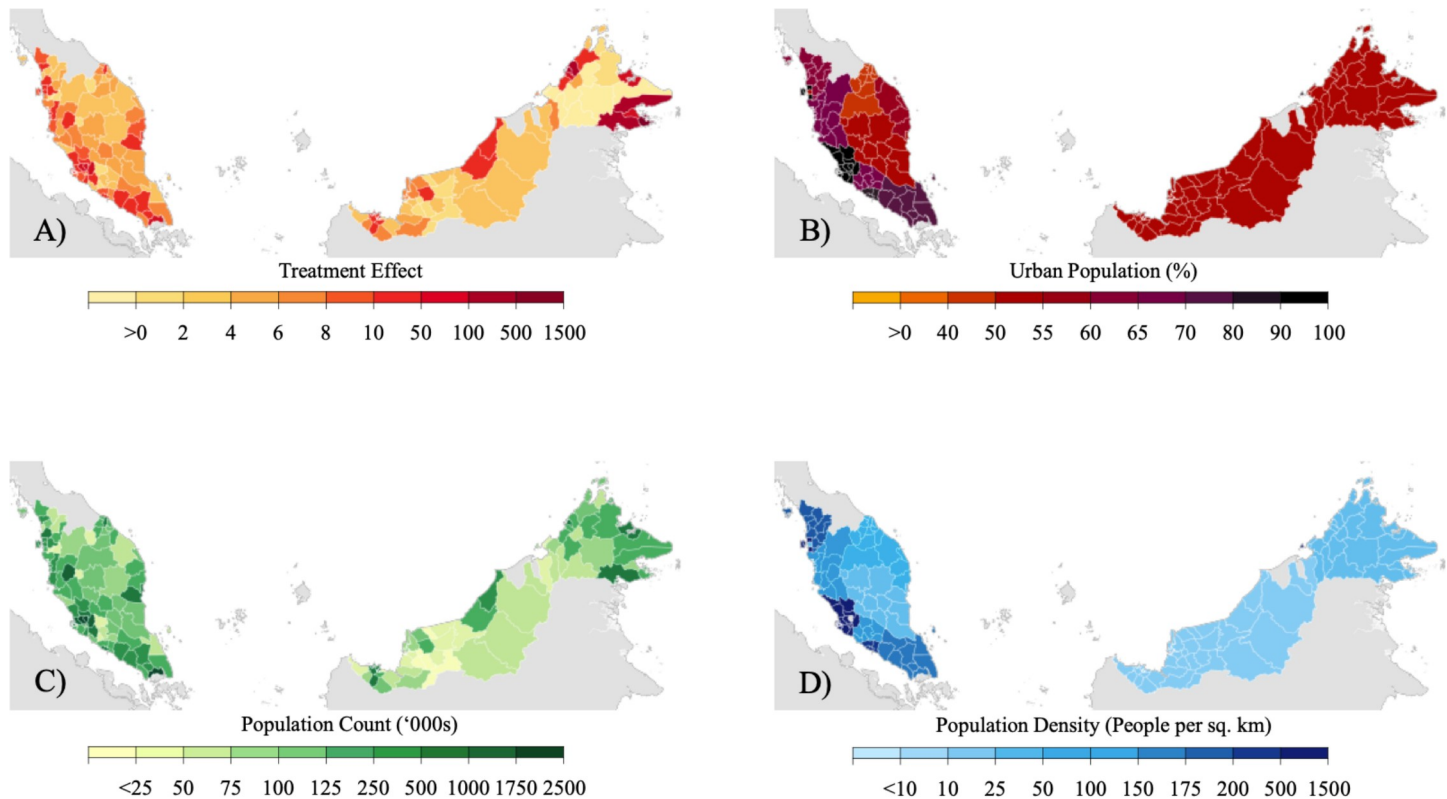 A)
B)
Treatment Effect
Urban Population (%)
>0 2 4 6 8 10 50 100 500 1500
>0 40 50 55 60 65 70 80 90 100
C)
D)
Population Count (‘000s)
Population Density (People per sq. km)
<25 50 75 100 125 250 500 1000 1750 2500
<10 10 25 50 100 150 175 200 500 1500